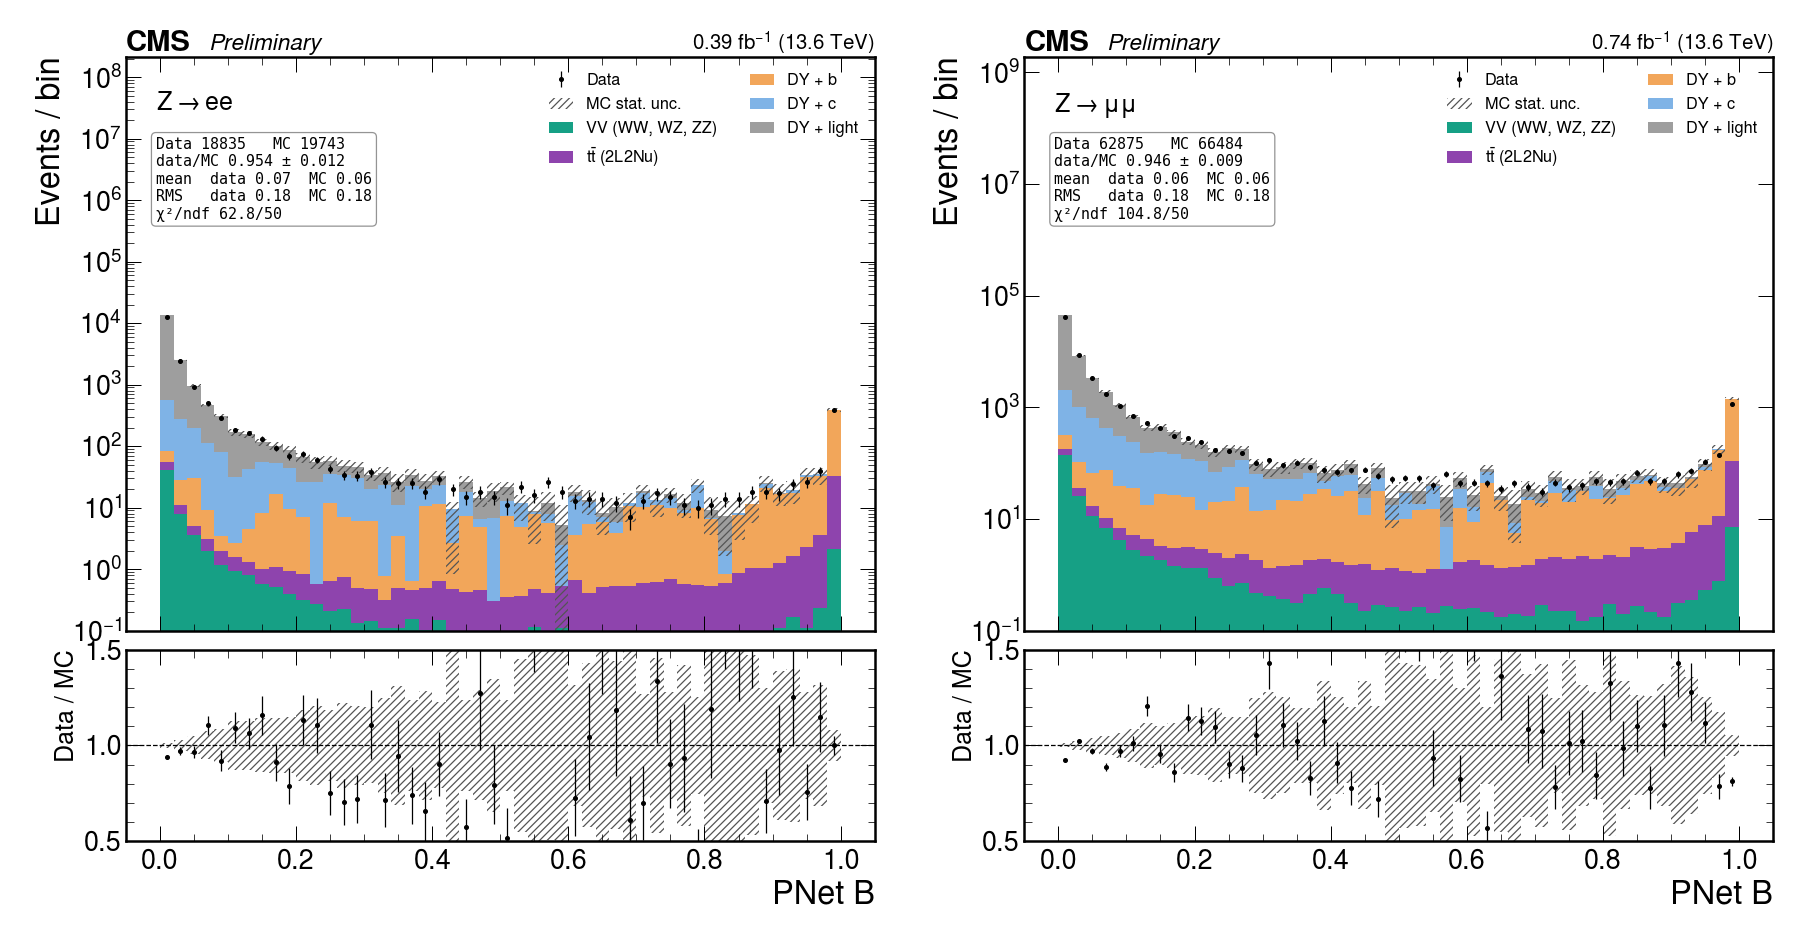 CMS Preliminary 0.39 fb⁻¹ (13.6 TeV)
Events / bin
10⁸
10⁷
10⁶
10⁵
10⁴
10³
10²
10¹
10⁰
10⁻¹
Z → ee
Data 18835 MC 19743
data/MC 0.954 ± 0.012
mean data 0.07 MC 0.06
RMS data 0.18 MC 0.18
χ²/ndf 62.8/50
Data
MC stat. unc.
VV (WW, WZ, ZZ)
tt̄ (2L2Nu)
DY + b
DY + c
DY + light
Data / MC
1.5
1.0
0.5
0.0 0.2 0.4 0.6 0.8 1.0
PNet B
CMS Preliminary 0.74 fb⁻¹ (13.6 TeV)
Events / bin
10⁹
10⁷
10⁵
10³
10¹
10⁻¹
Z → μμ
Data 62875 MC 66484
data/MC 0.946 ± 0.009
mean data 0.06 MC 0.06
RMS data 0.18 MC 0.18
χ²/ndf 104.8/50
Data
MC stat. unc.
VV (WW, WZ, ZZ)
tt̄ (2L2Nu)
DY + b
DY + c
DY + light
Data / MC
1.5
1.0
0.5
0.0 0.2 0.4 0.6 0.8 1.0
PNet B